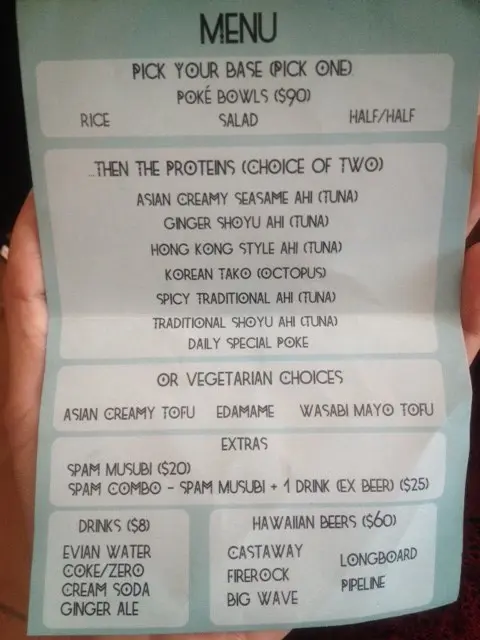 MENU
PICK YOUR BASE (PICK ONE)
POKÉ BOWLS ($90)
RICE SALAD HALF/HALF
...THEN THE PROTEINS (CHOICE OF TWO)
ASIAN CREAMY SEASAME AHI (TUNA)
GINGER SHOYU AHI (TUNA)
HONG KONG STYLE AHI (TUNA)
KOREAN TAKO (OCTOPUS)
SPICY TRADITIONAL AHI (TUNA)
TRADITIONAL SHOYU AHI (TUNA)
DAILY SPECIAL POKE
OR VEGETARIAN CHOICES
ASIAN CREAMY TOFU EDAMAME WASABI MAYO TOFU
EXTRAS
SPAM MUSUBI ($20)
SPAM COMBO - SPAM MUSUBI + 1 DRINK (EX BEER) ($25)
DRINKS ($8)
EVIAN WATER
COKE/ZERO
CREAM SODA
GINGER ALE
HAWAIIAN BEERS ($60)
CASTAWAY
FIREROCK
BIG WAVE
LONGBOARD
PIPELINE